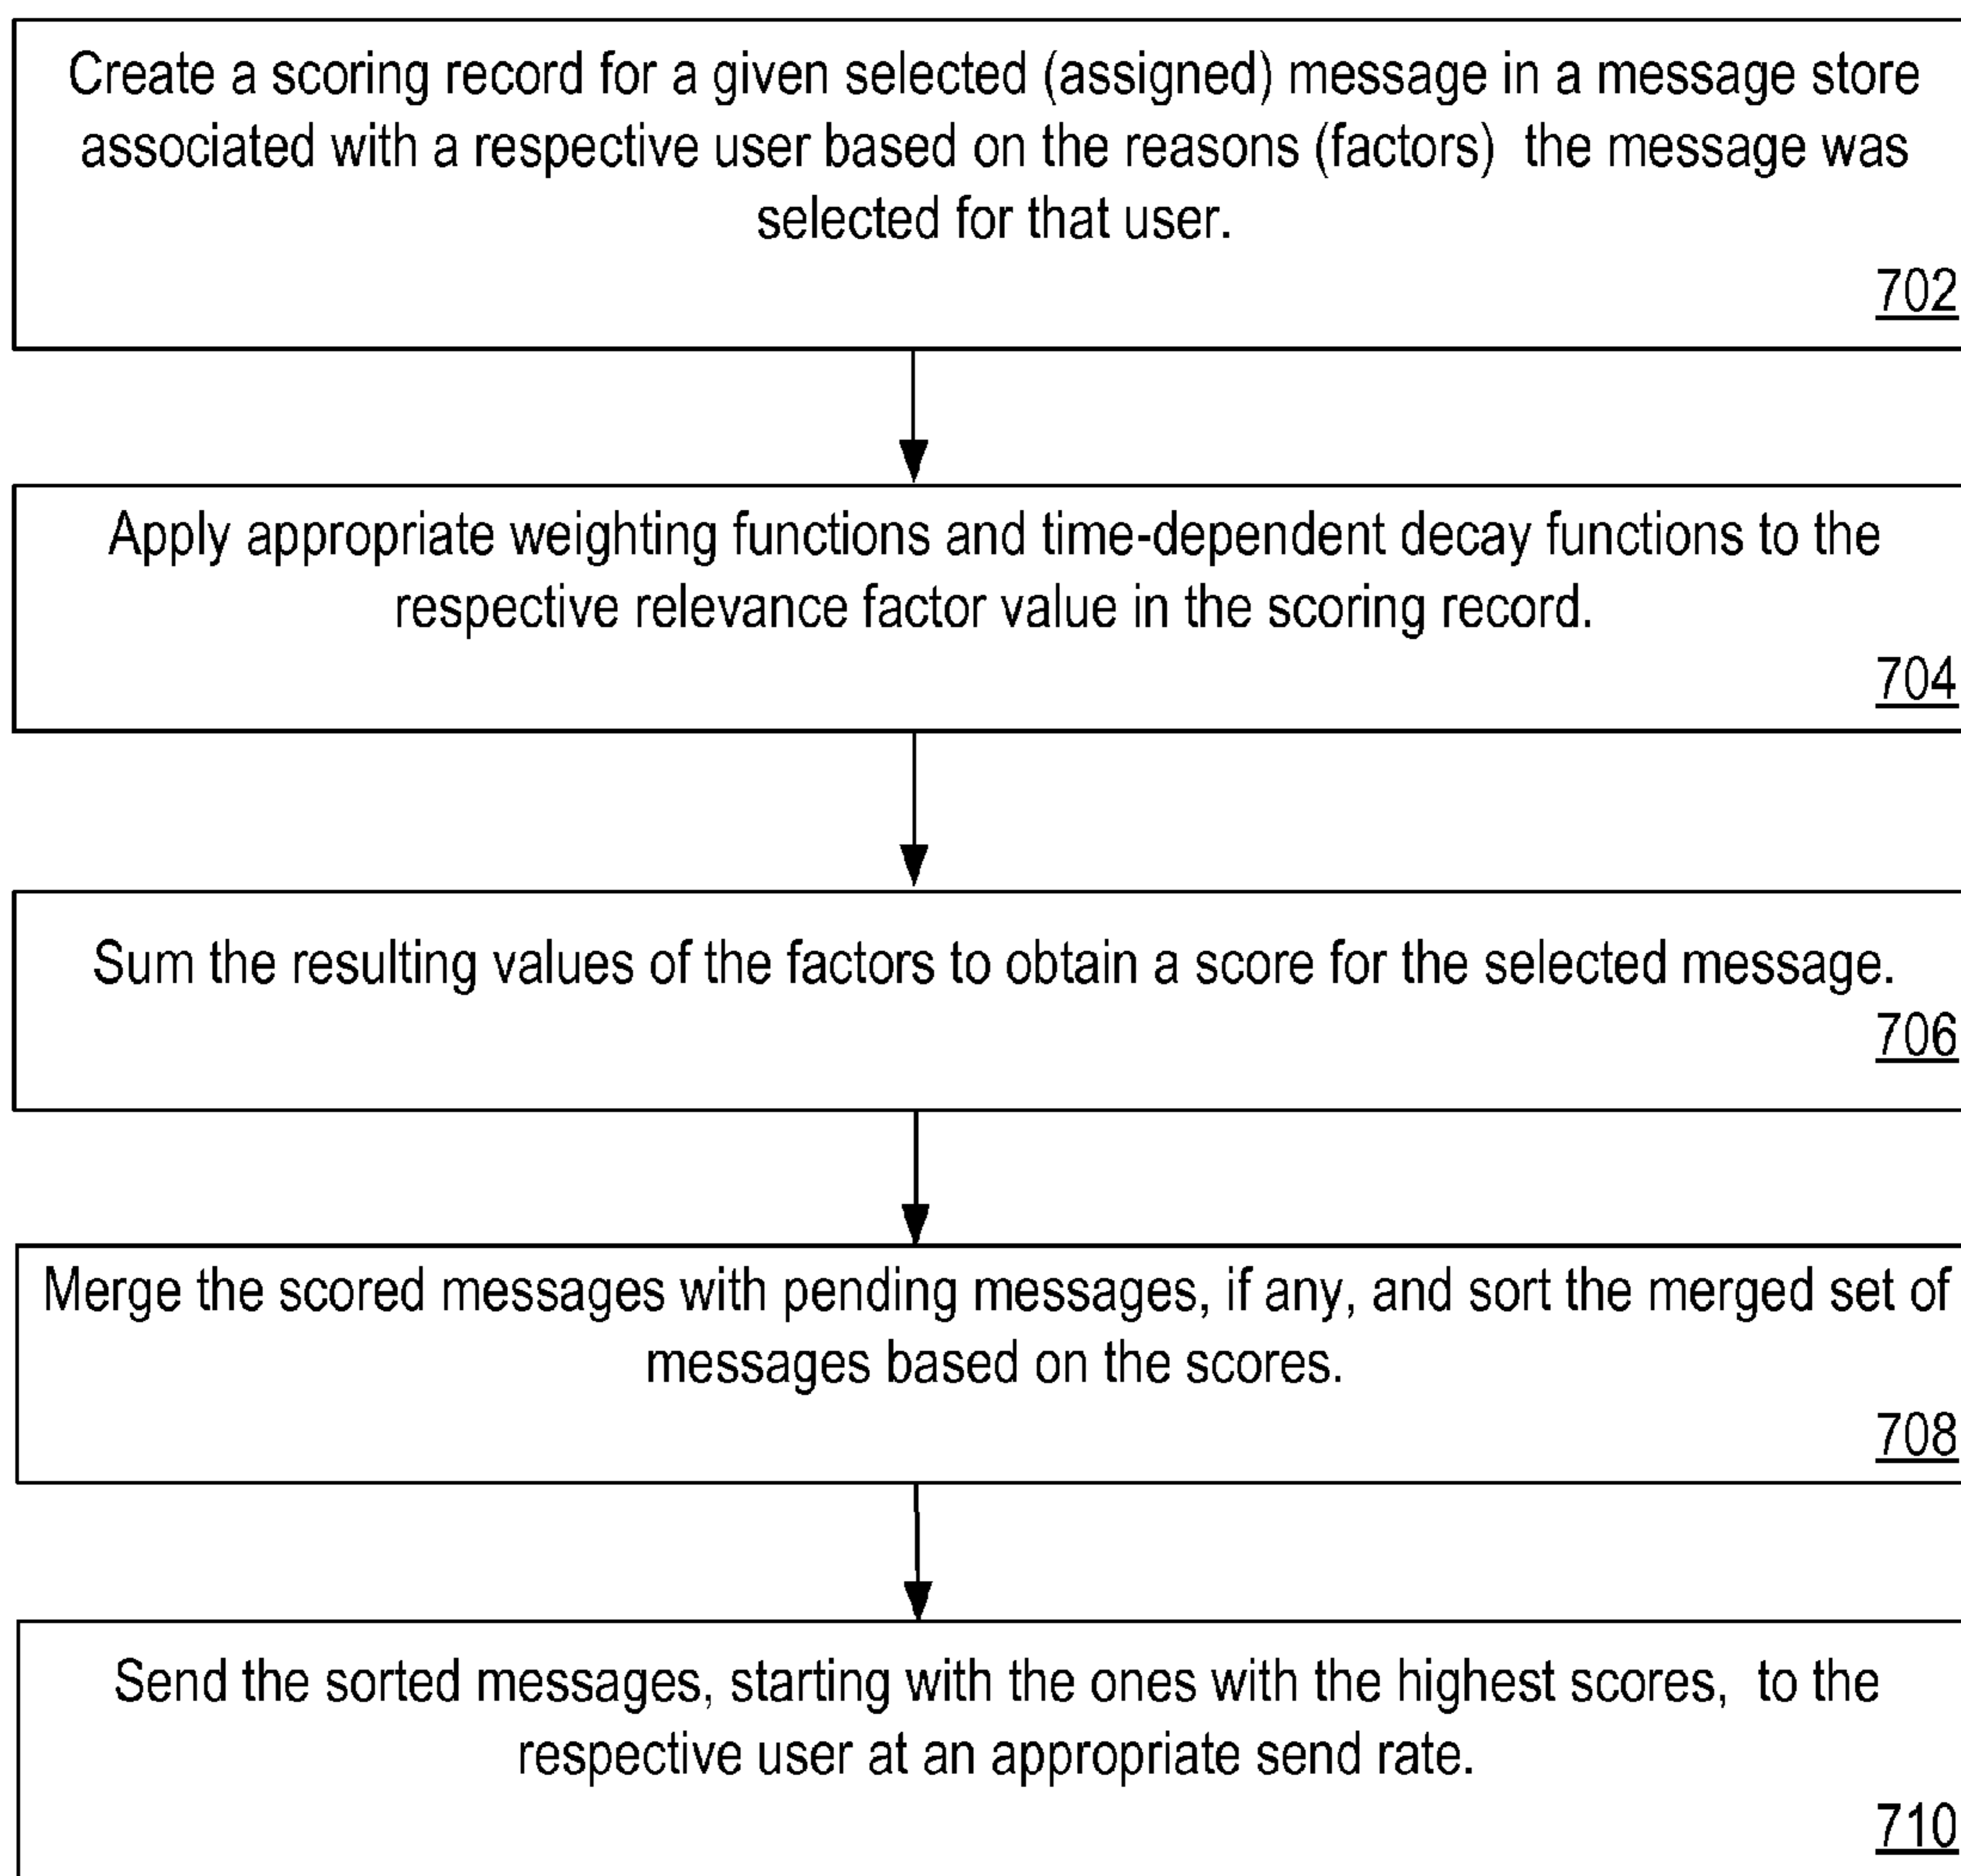 Create a scoring record for a given selected (assigned) message in a message store
associated with a respective user based on the reasons (factors)  the message was
selected for that user.
702
Apply appropriate weighting functions and time-dependent decay functions to the
respective relevance factor value in the scoring record.
704
Sum the resulting values of the factors to obtain a score for the selected message.
706
Merge the scored messages with pending messages, if any, and sort the merged set of
messages based on the scores.
708
Send the sorted messages, starting with the ones with the highest scores,  to the
respective user at an appropriate send rate.
710